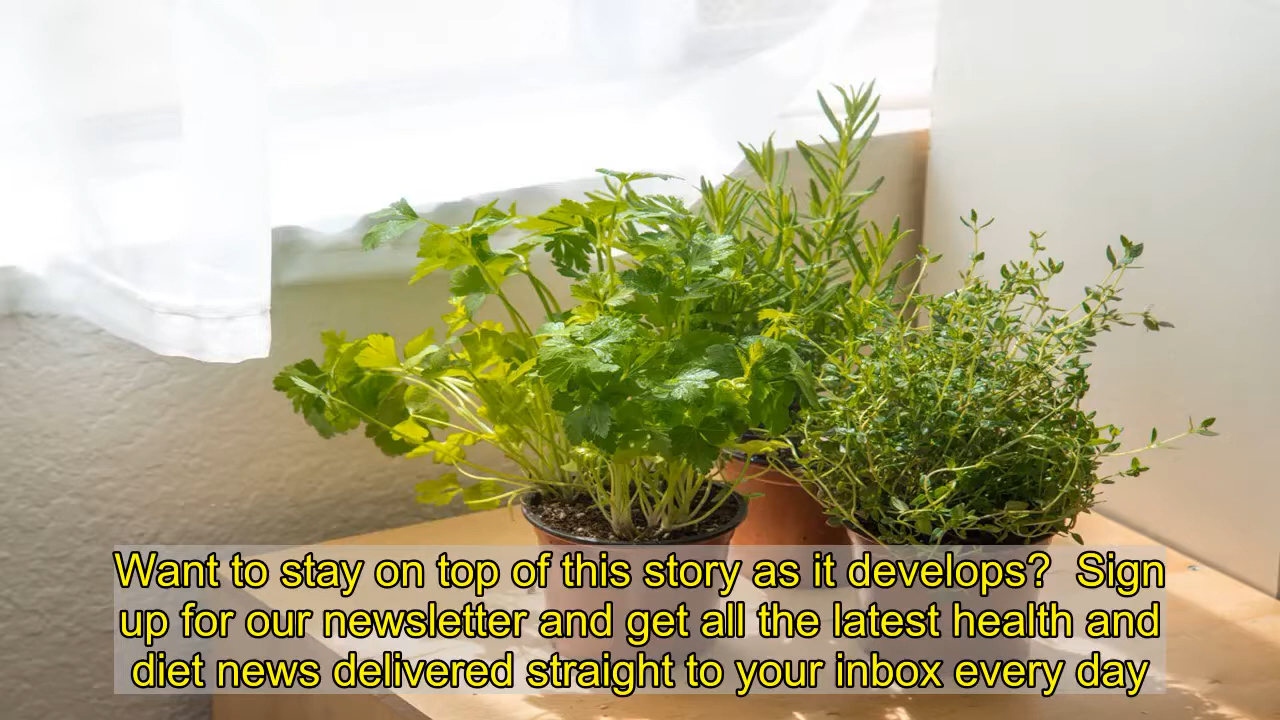 Want to stay on top of this story as it develops?  Sign
up for our newsletter and get all the latest health and
diet news delivered straight to your inbox every day